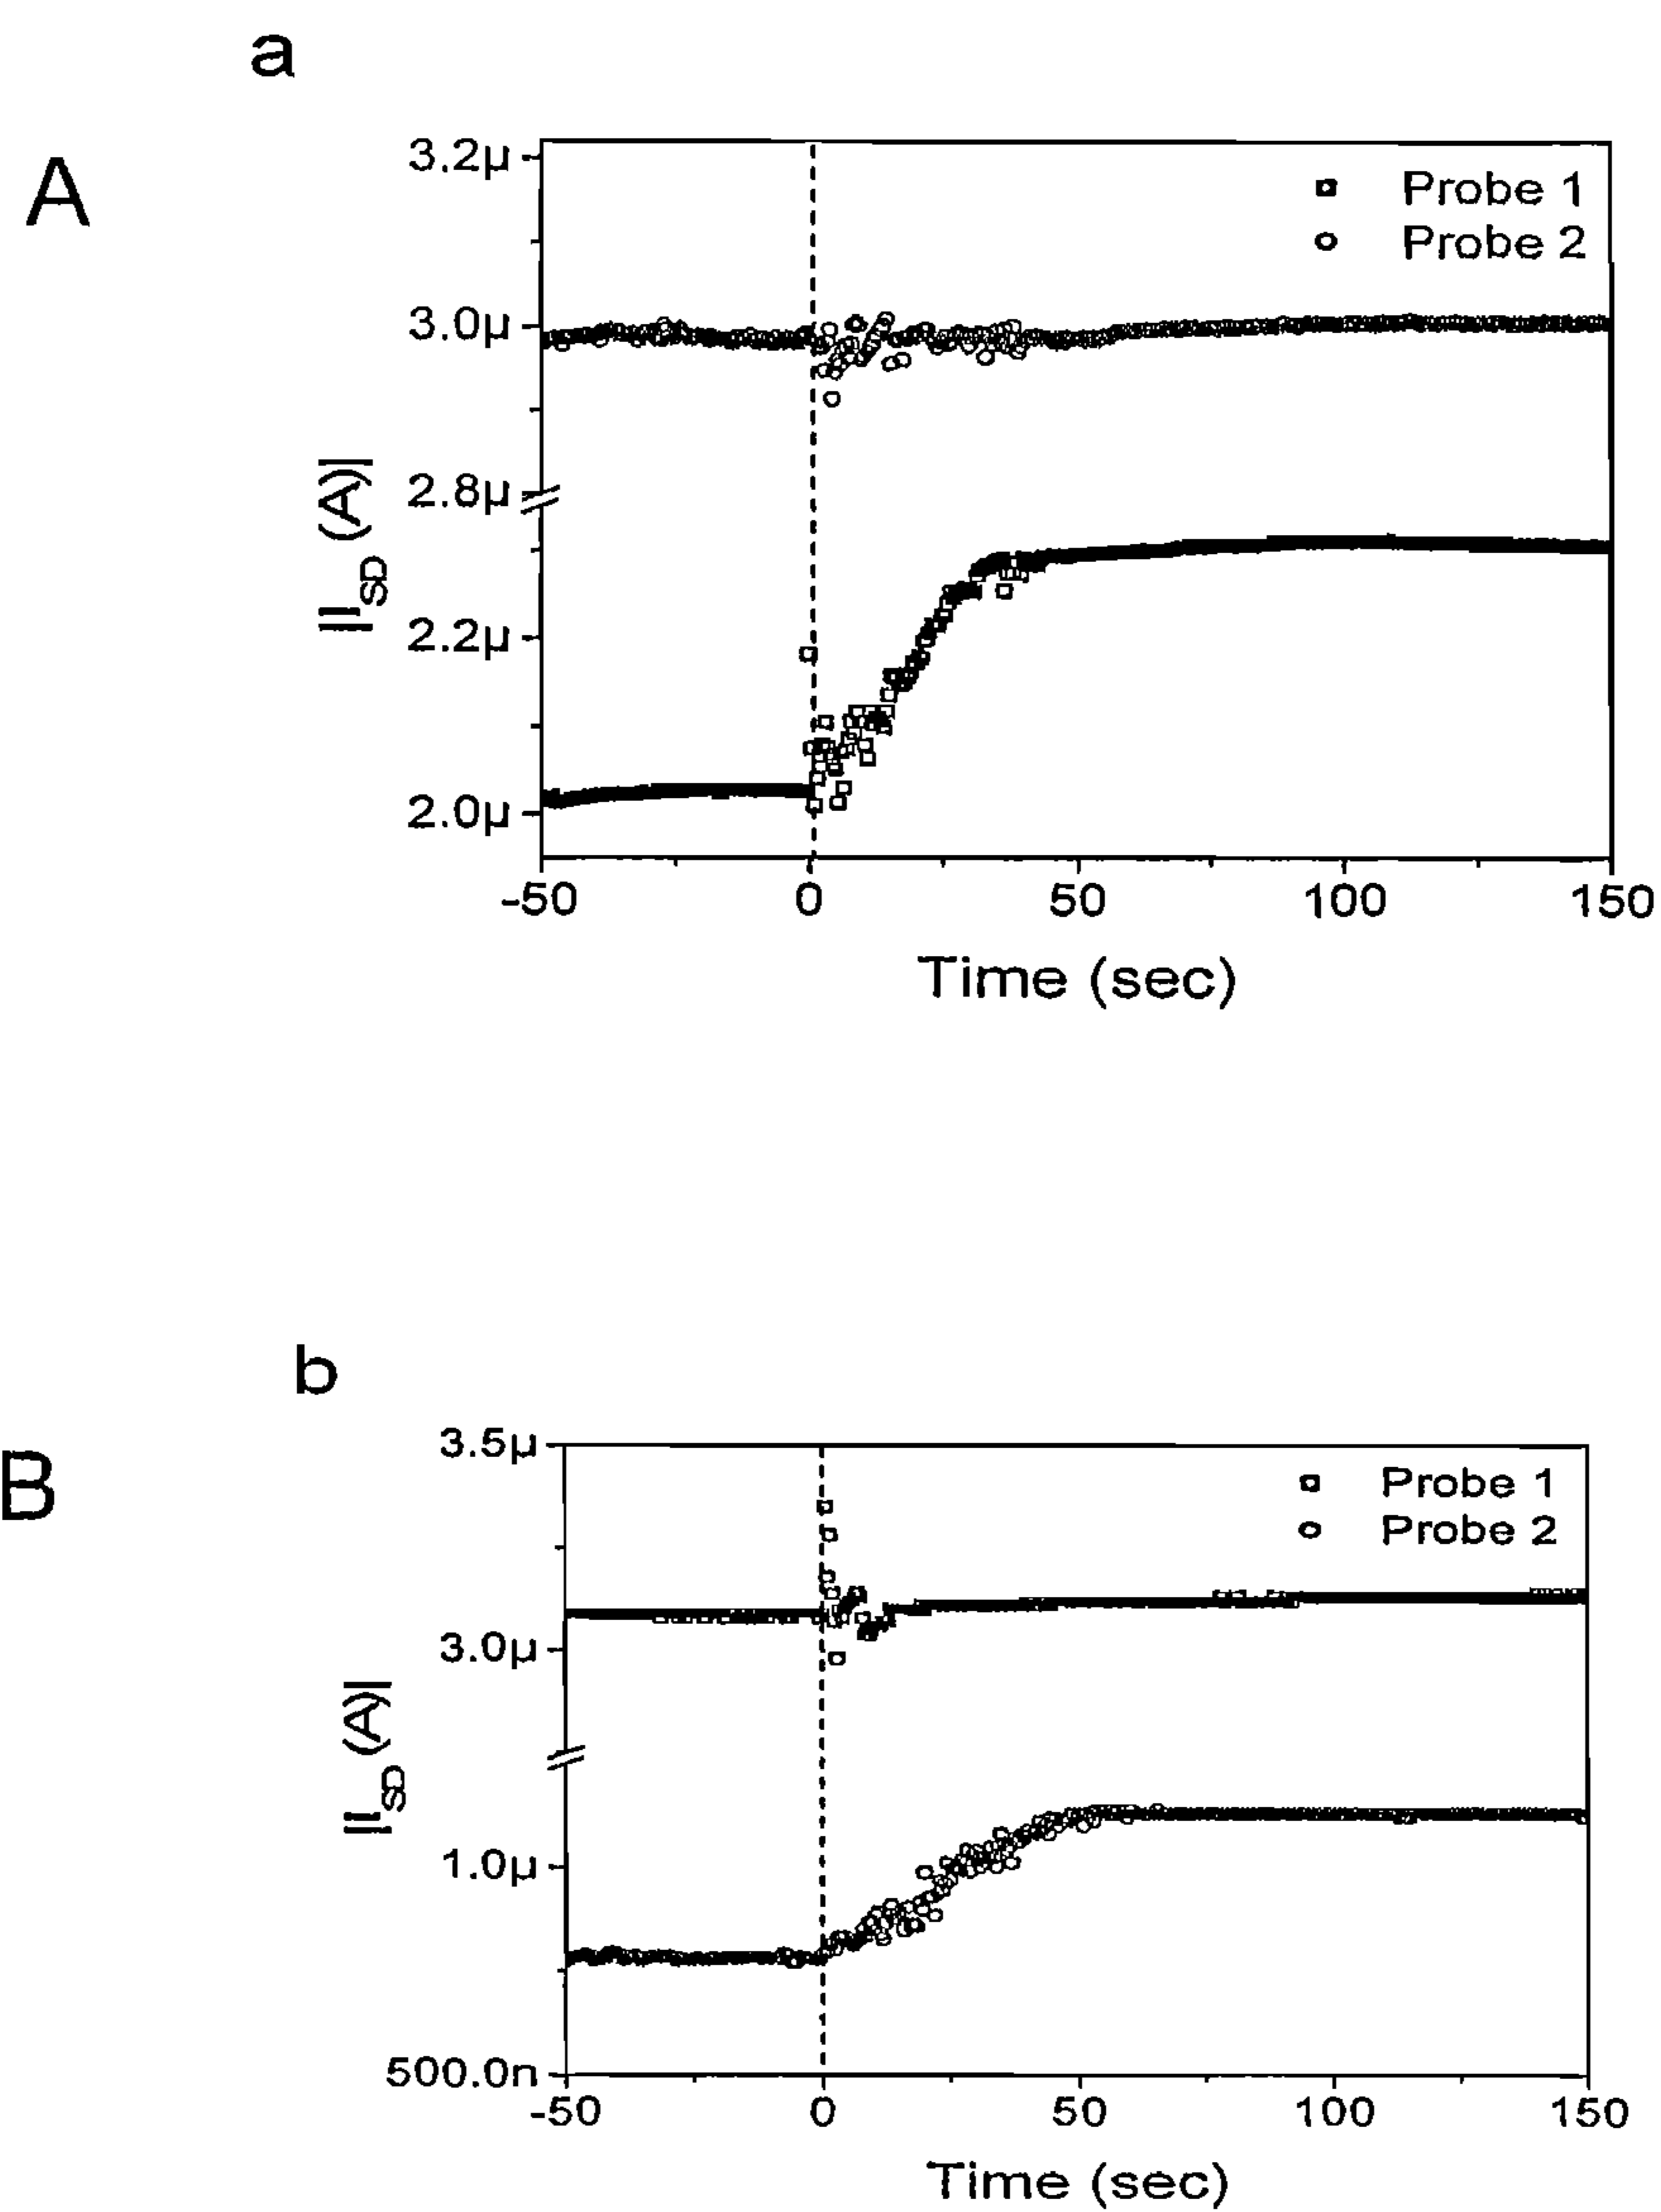 a
A
3.2μ
Probe 1
Probe 2
3.0μ
2.8μ
|I_SD (A)|
2.2μ
2.0μ
-50 0 50 100 150
Time (sec)
b
B
3.5μ
Probe 1
Probe 2
3.0μ
|I_SD (A)|
1.0μ
500.0n
-50 0 50 100 150
Time (sec)